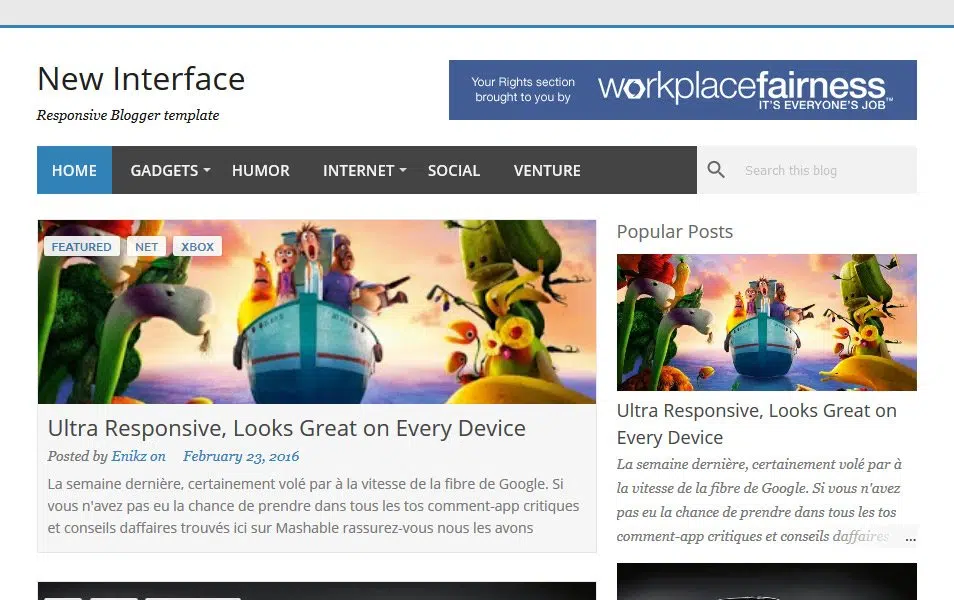 New Interface
Responsive Blogger template
Your Rights section
brought to you by
workplacefairness
IT'S EVERYONE'S JOB™
HOME GADGETS HUMOR INTERNET SOCIAL VENTURE Search this blog
FEATURED NET XBOX
Ultra Responsive, Looks Great on Every Device
Posted by Enikz on February 23, 2016
La semaine dernière, certainement volé par à la vitesse de la fibre de Google. Si
vous n'avez pas eu la chance de prendre dans tous les tos comment-app critiques
et conseils daffaires trouvés ici sur Mashable rassurez-vous nous les avons
Popular Posts
Ultra Responsive, Looks Great on
Every Device
La semaine dernière, certainement volé par à
la vitesse de la fibre de Google. Si vous n'avez
pas eu la chance de prendre dans tous les tos
comment-app critiques et conseils daffaires ...